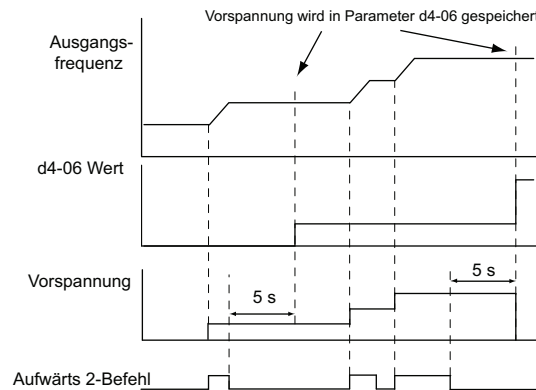 Vorspannung wird in Parameter d4-06 gespeichert
Ausgangs-
frequenz
d4-06 Wert
Vorspannung
5 s
5 s
Aufwärts 2-Befehl